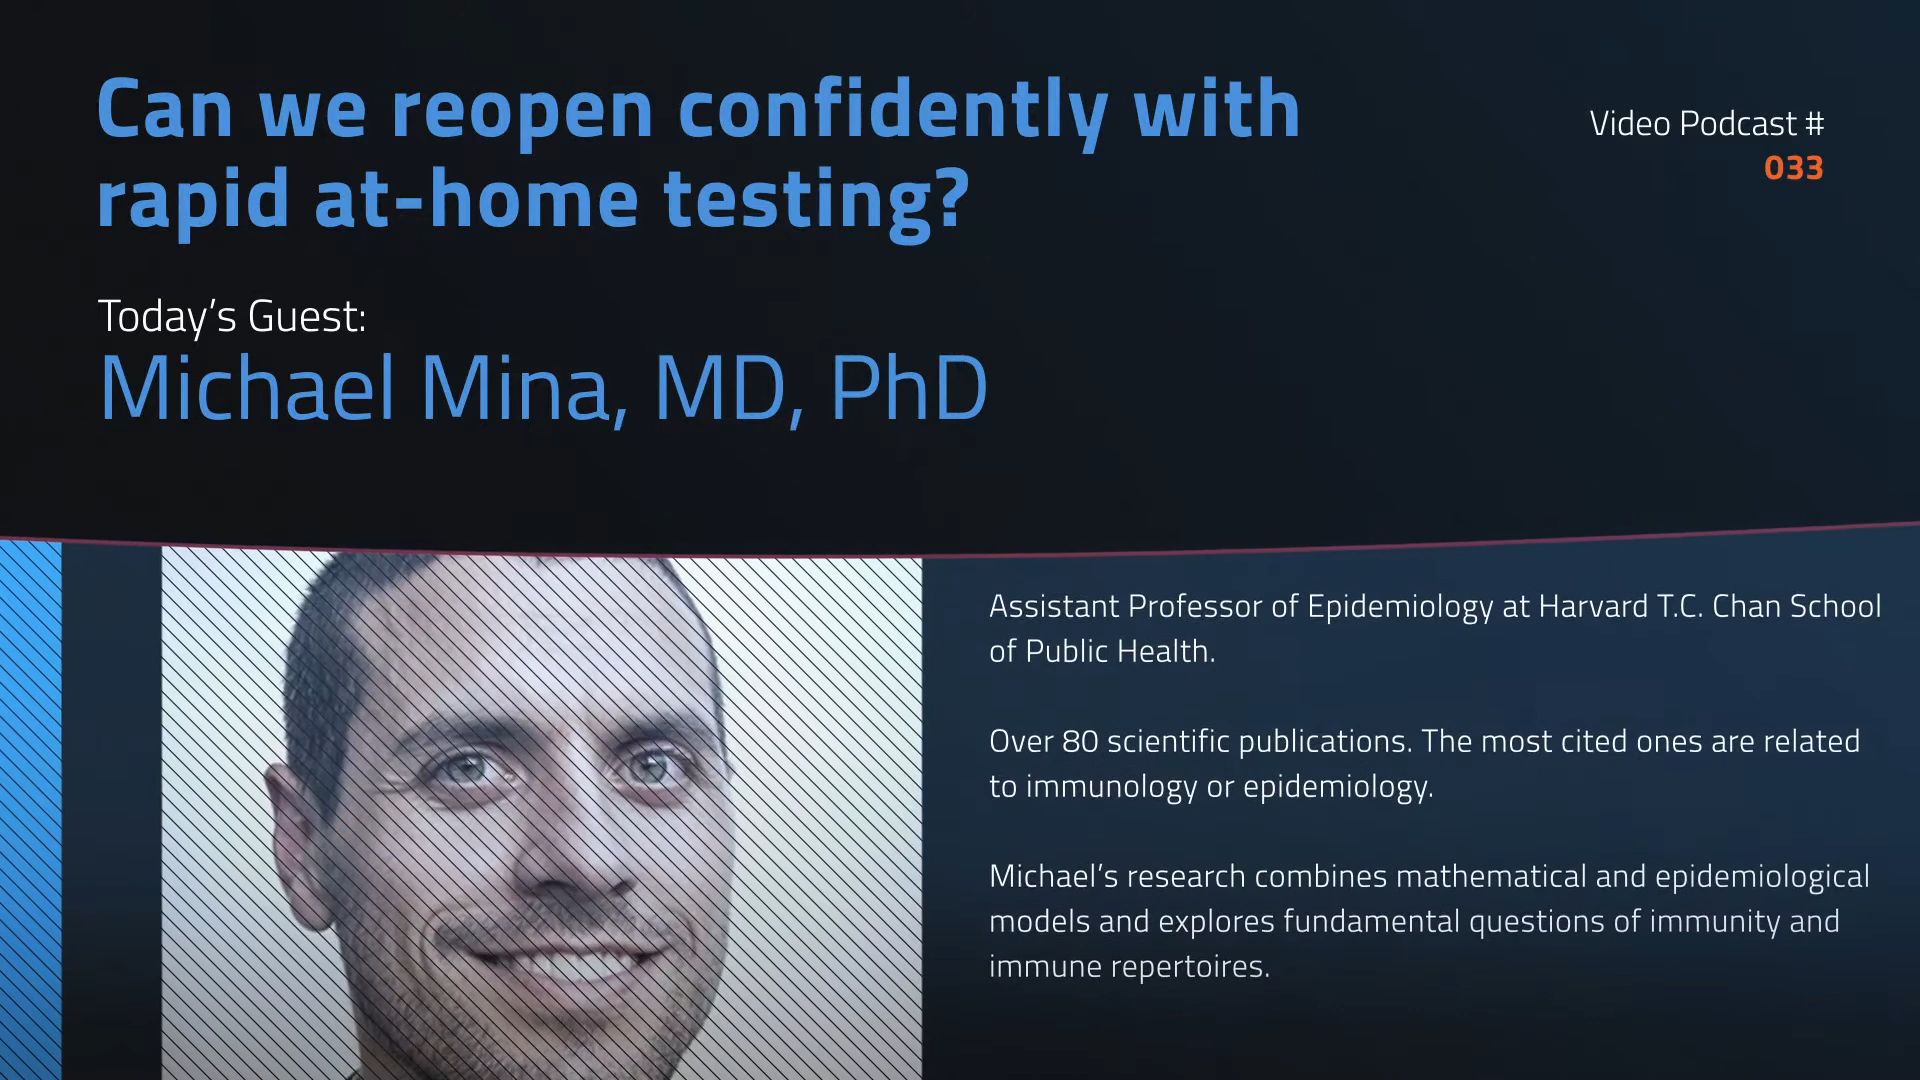 Can we reopen confidently with
rapid at-home testing?
Video Podcast #
033
Today’s Guest:
Michael Mina, MD, PhD
Assistant Professor of Epidemiology at Harvard T.C. Chan School
of Public Health.
Over 80 scientific publications. The most cited ones are related
to immunology or epidemiology.
Michael’s research combines mathematical and epidemiological
models and explores fundamental questions of immunity and
immune repertoires.